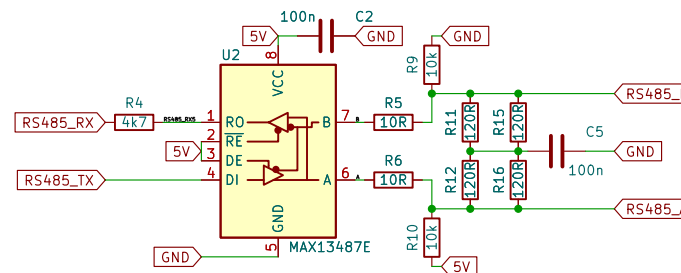 100n
C2
5V
GND
GND
U2
8
VCC
R9
10k
RS485_
R4
RS485_RX
4k7
RS485_RX5
1
RO
B
7
B
R5
10R
R11
120R
R15
120R
2
RE
5V
3
DE
C5
GND
100n
RS485_TX
4
DI
A
6
A
R6
10R
R12
120R
R16
120R
RS485_
GND
5
GND
MAX13487E
R10
10k
5V